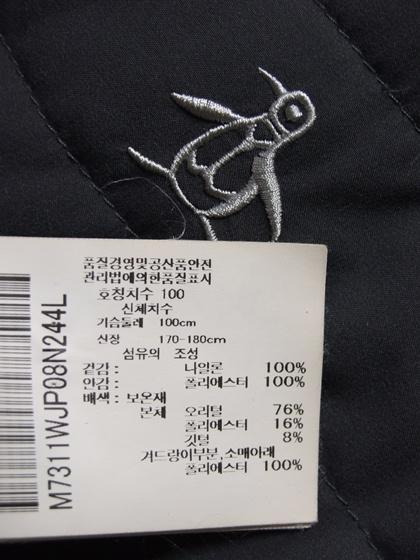 품질경영및공산품안전
관리법에의한품질표시
호칭치수 100
신체치수
가슴둘레 100cm
신장 170-180cm
섬유의 조성
겉감 : 나일론 100%
안감 : 폴리에스터 100%
배색 : 보온재
본체 오리털 76%
폴리에스터 16%
깃털 8%
겨드랑이부분,소매아래
폴리에스터 100%
M7311WJP08N244L